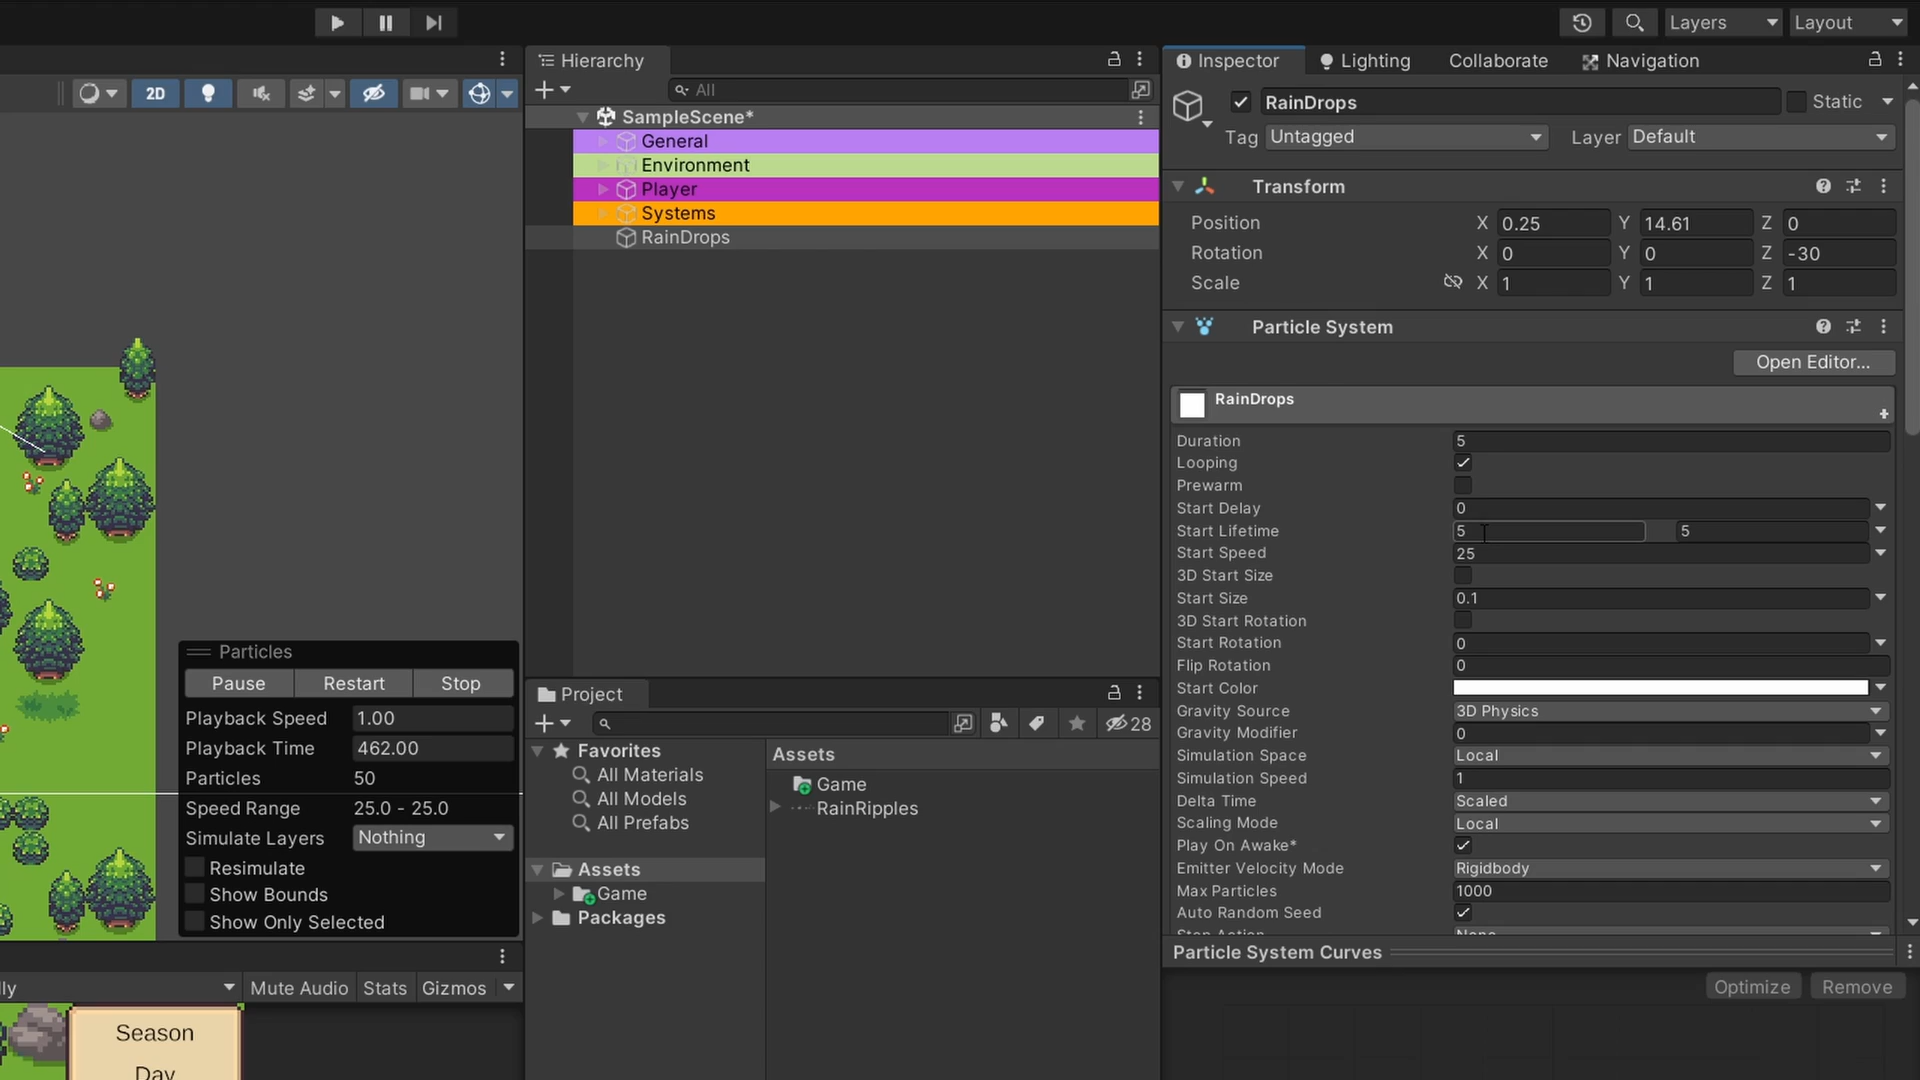 Layers
Layout
2D
Hierarchy
All
SampleScene*
General
Environment
Player
Systems
RainDrops
Particles
Pause Restart Stop
Playback Speed 1.00
Playback Time 462.00
Particles 50
Speed Range 25.0 - 25.0
Simulate Layers Nothing
Resimulate
Show Bounds
Show Only Selected
lly
Mute Audio Stats Gizmos
Season
Day
Project
28
Favorites
All Materials
All Models
All Prefabs
Assets
Game
Packages
Assets
Game
RainRipples
Inspector Lighting Collaborate Navigation
RainDrops Static
Tag Untagged Layer Default
Transform
Position X 0.25 Y 14.61 Z 0
Rotation X 0 Y 0 Z -30
Scale X 1 Y 1 Z 1
Particle System
Open Editor...
RainDrops
Duration 5
Looping
Prewarm
Start Delay 0
Start Lifetime 5 5
Start Speed 25
3D Start Size
Start Size 0.1
3D Start Rotation
Start Rotation 0
Flip Rotation 0
Start Color
Gravity Source 3D Physics
Gravity Modifier 0
Simulation Space Local
Simulation Speed 1
Delta Time Scaled
Scaling Mode Local
Play On Awake*
Emitter Velocity Mode Rigidbody
Max Particles 1000
Auto Random Seed
Stop Action None
Particle System Curves
Optimize Remove